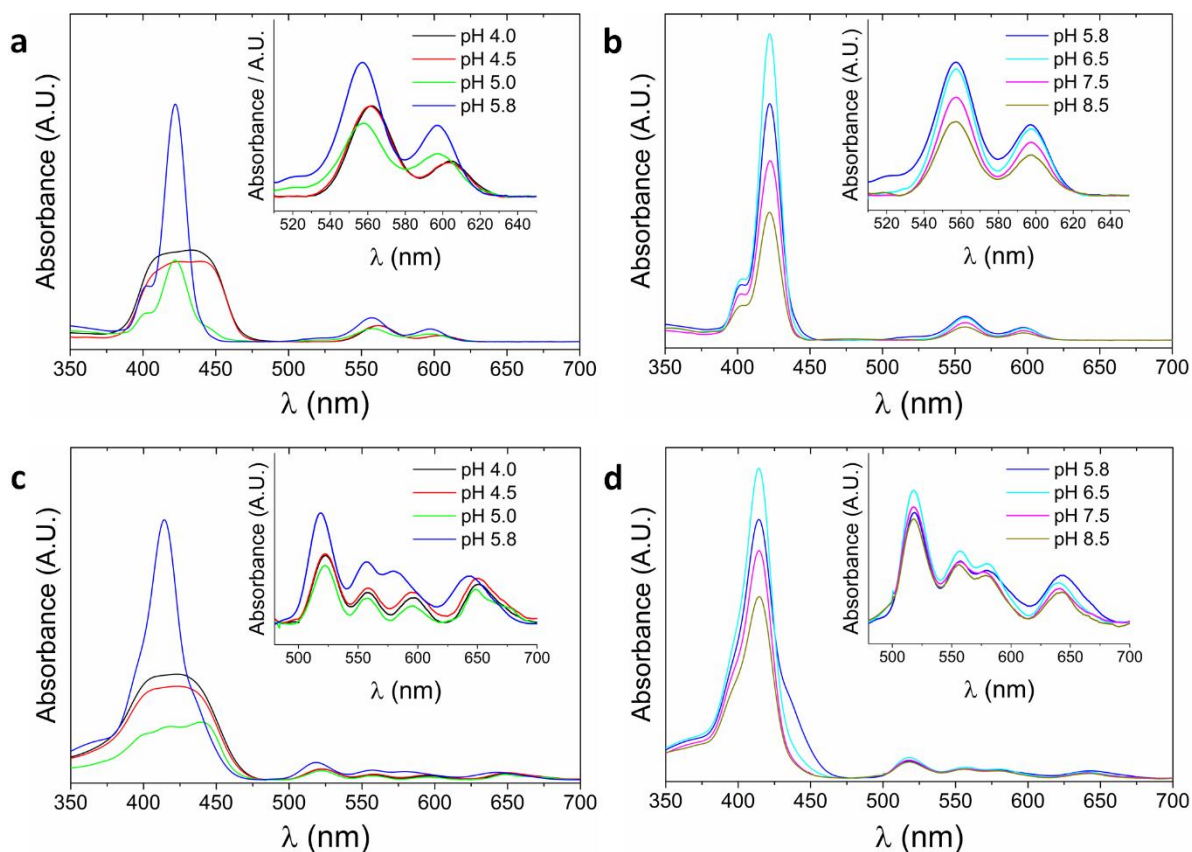 a
Absorbance (A.U.)
Absorbance / A.U.
pH 4.0
pH 4.5
pH 5.0
pH 5.8
520 540 560 580 600 620 640
λ (nm)
350 400 450 500 550 600 650 700
λ (nm)
b
Absorbance (A.U.)
Absorbance (A.U.)
pH 5.8
pH 6.5
pH 7.5
pH 8.5
520 540 560 580 600 620 640
λ (nm)
350 400 450 500 550 600 650 700
λ (nm)
c
Absorbance (A.U.)
Absorbance (A.U.)
pH 4.0
pH 4.5
pH 5.0
pH 5.8
500 550 600 650 700
λ (nm)
350 400 450 500 550 600 650 700
λ (nm)
d
Absorbance (A.U.)
Absorbance (A.U.)
pH 5.8
pH 6.5
pH 7.5
pH 8.5
500 550 600 650 700
λ (nm)
350 400 450 500 550 600 650 700
λ (nm)